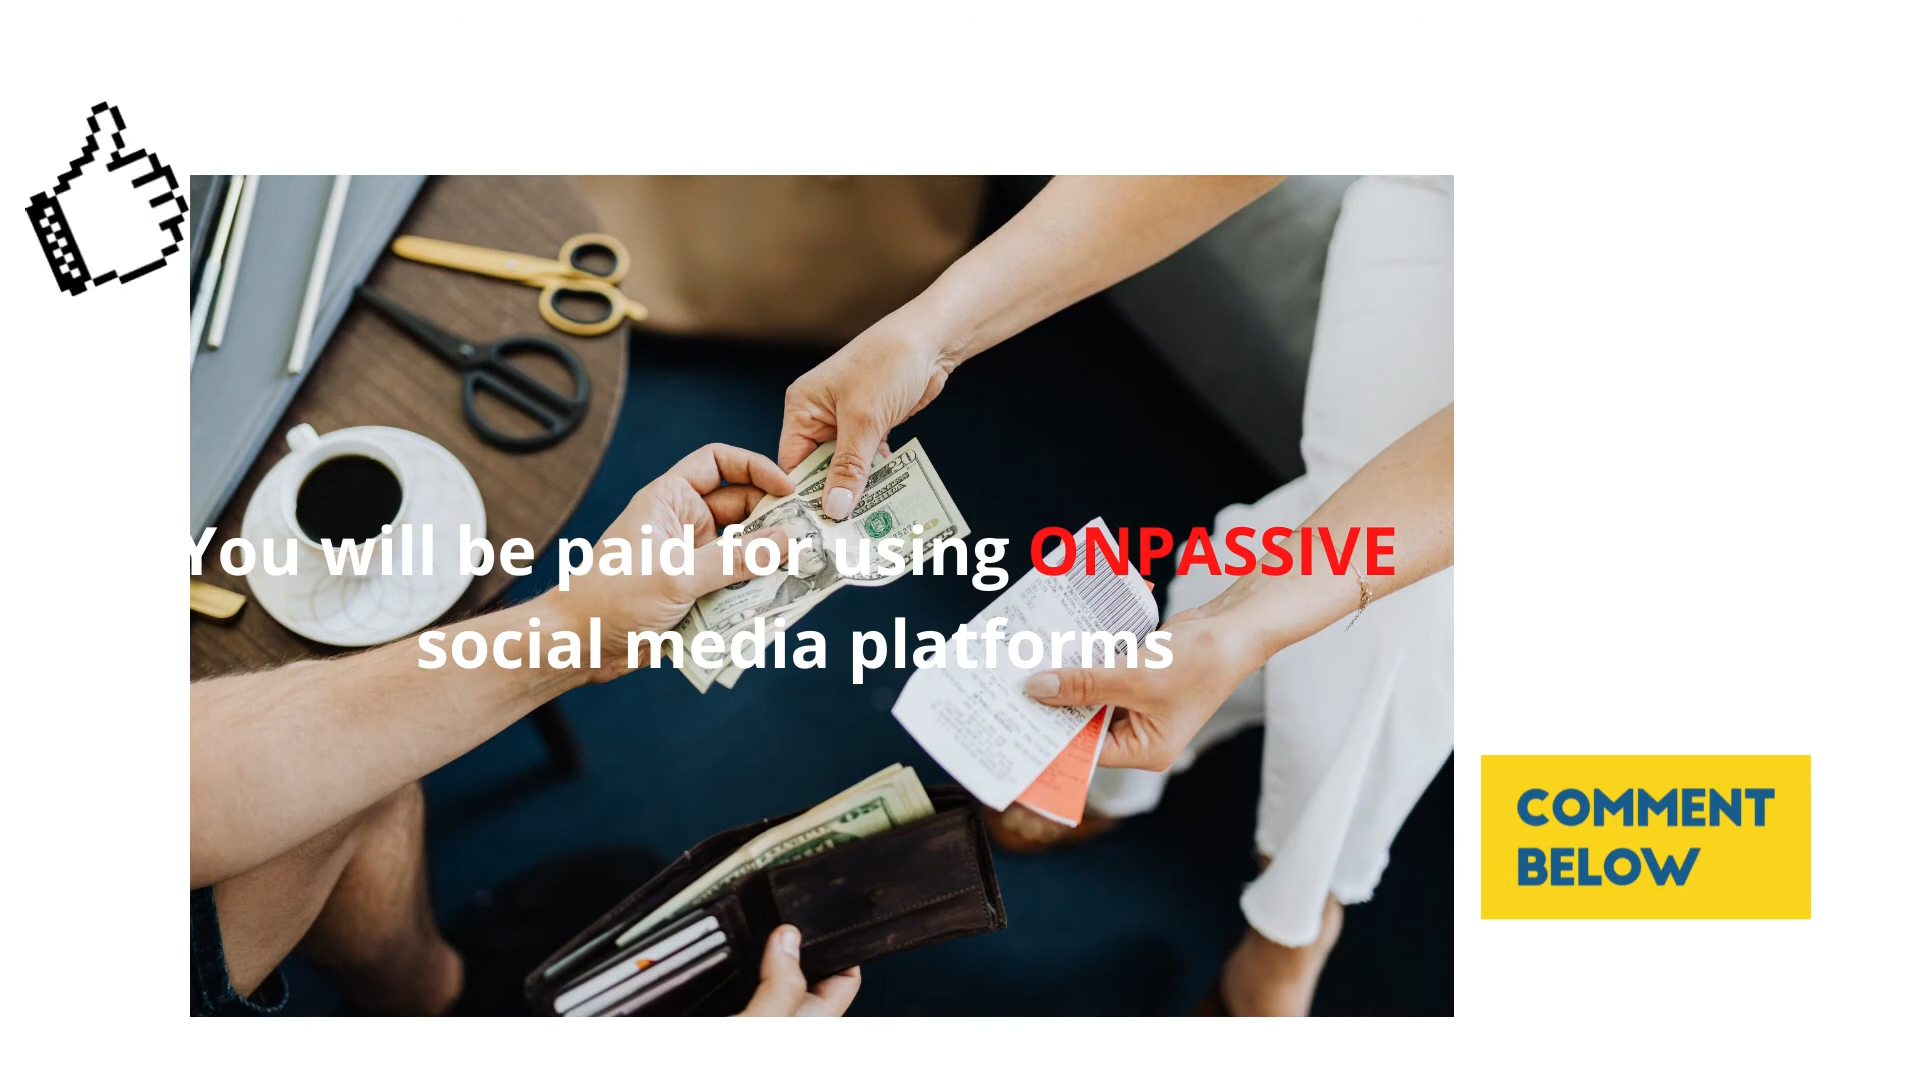 You will be paid for using ONPASSIVE
social media platforms
COMMENT
BELOW